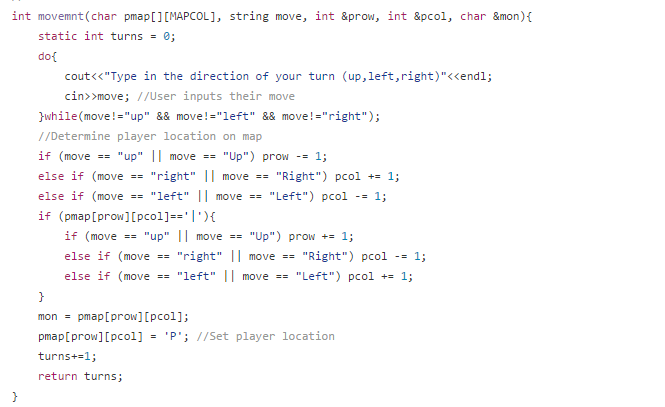 int movemnt(char pmap[][MAPCOL], string move, int &prow, int &pcol, char &mon){
    static int turns = 0;
    do{
        cout<<"Type in the direction of your turn (up,left,right)"<<endl;
        cin>>move; //User inputs their move
    }while(move!="up" && move!="left" && move!="right");
    //Determine player location on map
    if (move == "up" || move == "Up") prow -= 1;
    else if (move == "right" || move == "Right") pcol += 1;
    else if (move == "left" || move == "Left") pcol -= 1;
    if (pmap[prow][pcol]=='|'){
        if (move == "up" || move == "Up") prow += 1;
        else if (move == "right" || move == "Right") pcol -= 1;
        else if (move == "left" || move == "Left") pcol += 1;
    }
    mon = pmap[prow][pcol];
    pmap[prow][pcol] = 'P'; //Set player location
    turns+=1;
    return turns;
}